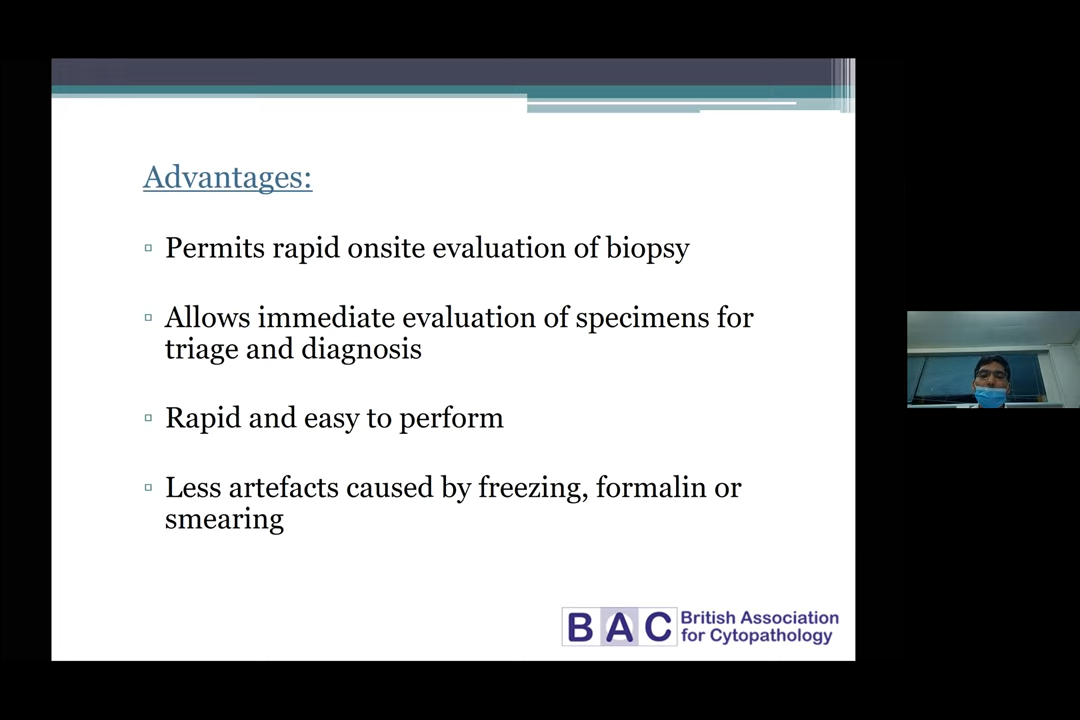 Advantages:
▫ Permits rapid onsite evaluation of biopsy
▫ Allows immediate evaluation of specimens for
triage and diagnosis
▫ Rapid and easy to perform
▫ Less artefacts caused by freezing, formalin or
smearing
BAC British Association
for Cytopathology